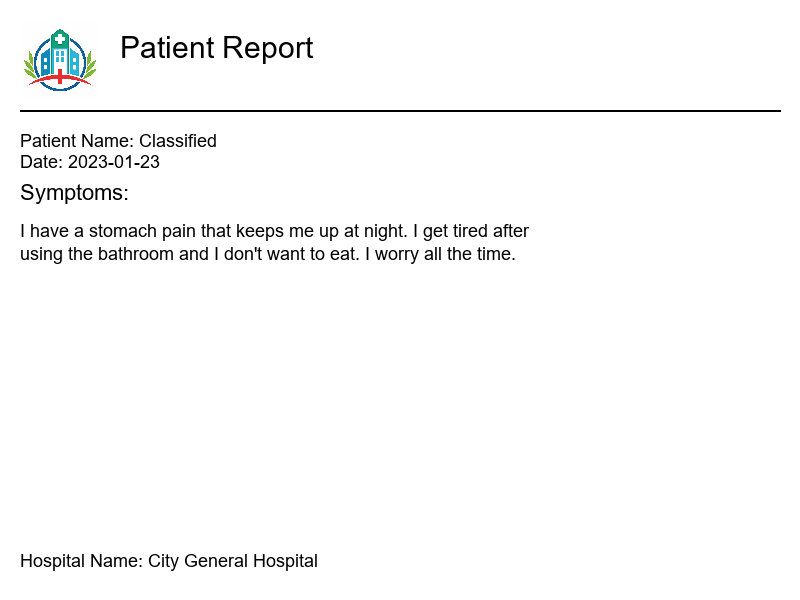 Patient Report
Patient Name: Classified
Date: 2023-01-23
Symptoms:
I have a stomach pain that keeps me up at night. I get tired after
using the bathroom and I don't want to eat. I worry all the time.
Hospital Name: City General Hospital